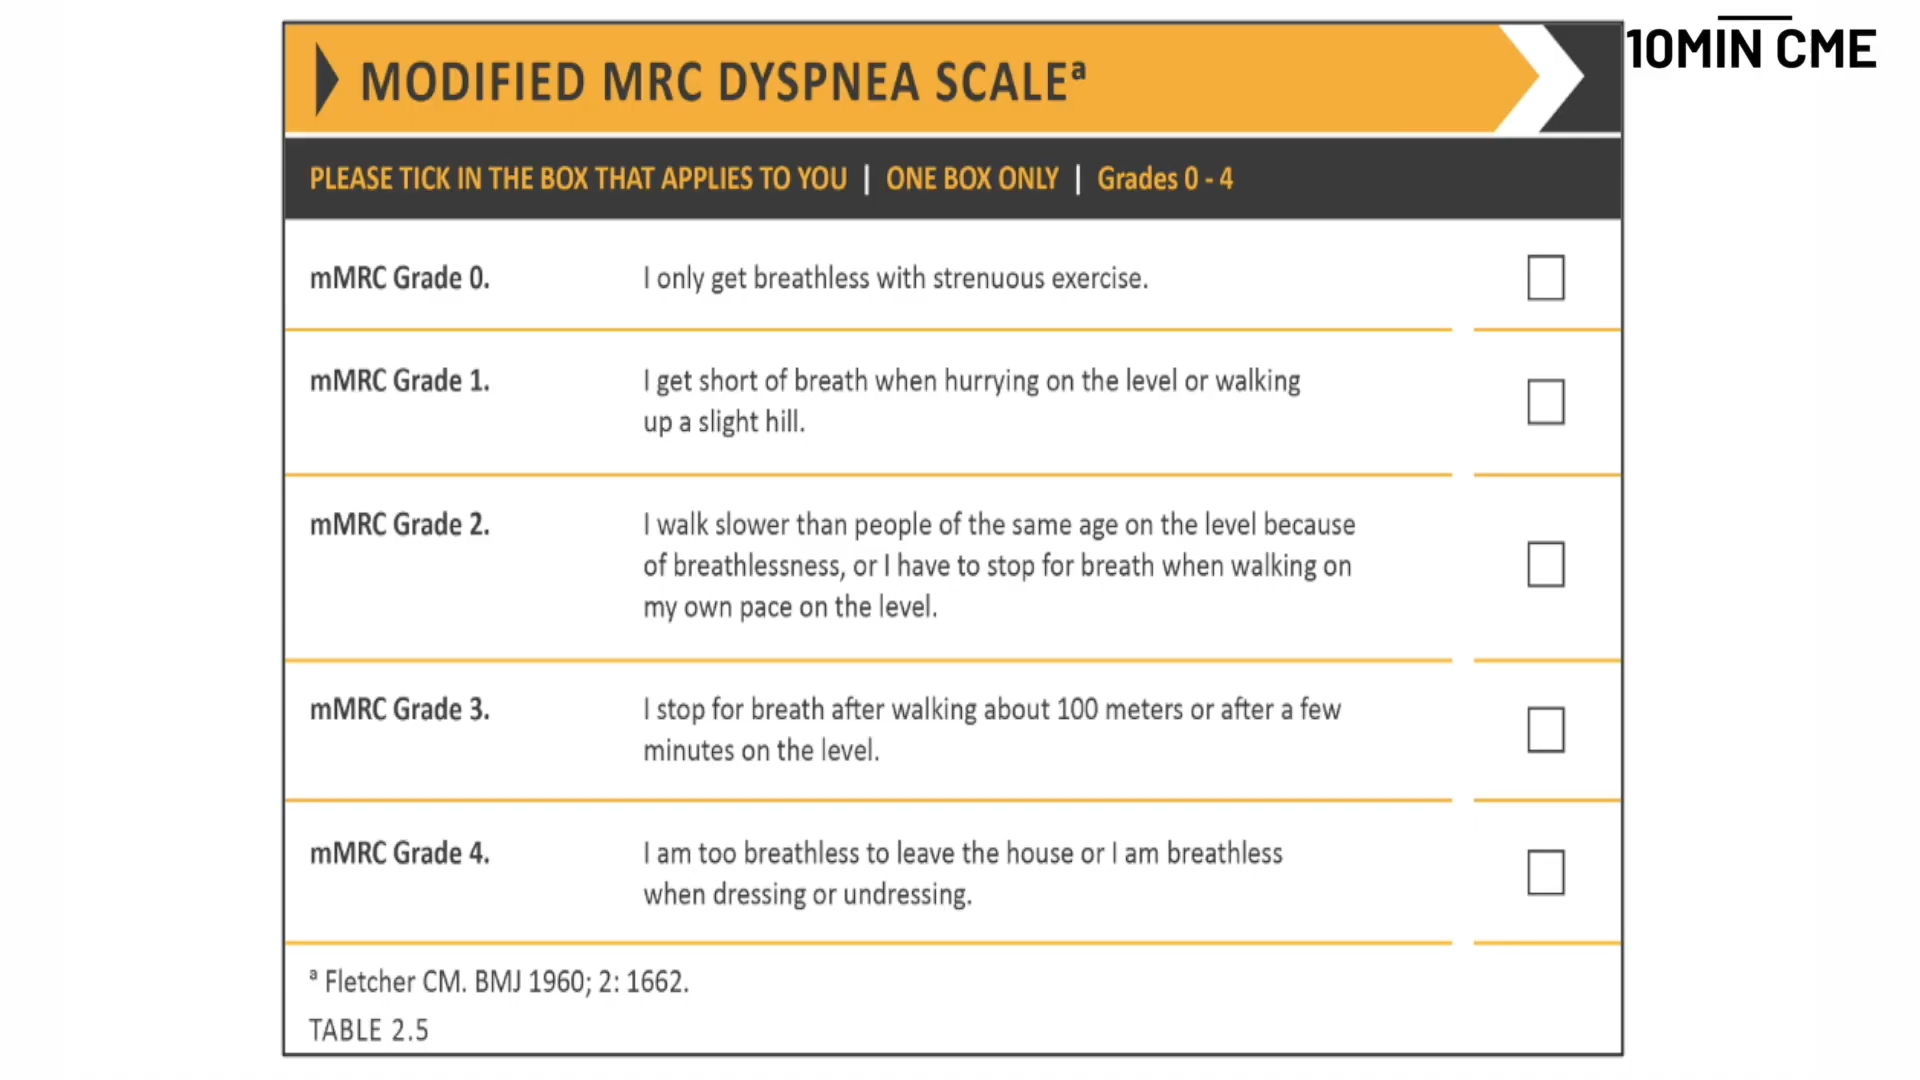 10MIN CME
MODIFIED MRC DYSPNEA SCALEª
PLEASE TICK IN THE BOX THAT APPLIES TO YOU | ONE BOX ONLY | Grades 0 - 4
mMRC Grade 0. I only get breathless with strenuous exercise.
mMRC Grade 1. I get short of breath when hurrying on the level or walking
up a slight hill.
mMRC Grade 2. I walk slower than people of the same age on the level because
of breathlessness, or I have to stop for breath when walking on
my own pace on the level.
mMRC Grade 3. I stop for breath after walking about 100 meters or after a few
minutes on the level.
mMRC Grade 4. I am too breathless to leave the house or I am breathless
when dressing or undressing.
ª Fletcher CM. BMJ 1960; 2: 1662.
TABLE 2.5